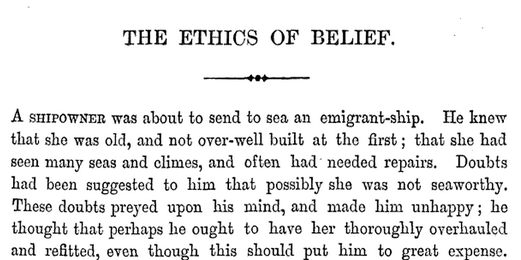 THE ETHICS OF BELIEF.
A SHIPOWNER was about to send to sea an emigrant-ship. He knew
that she was old, and not over-well built at the first; that she had
seen many seas and climes, and often had needed repairs. Doubts
had been suggested to him that possibly she was not seaworthy.
These doubts preyed upon his mind, and made him unhappy; he
thought that perhaps he ought to have her thoroughly overhauled
and refitted, even though this should put him to great expense.